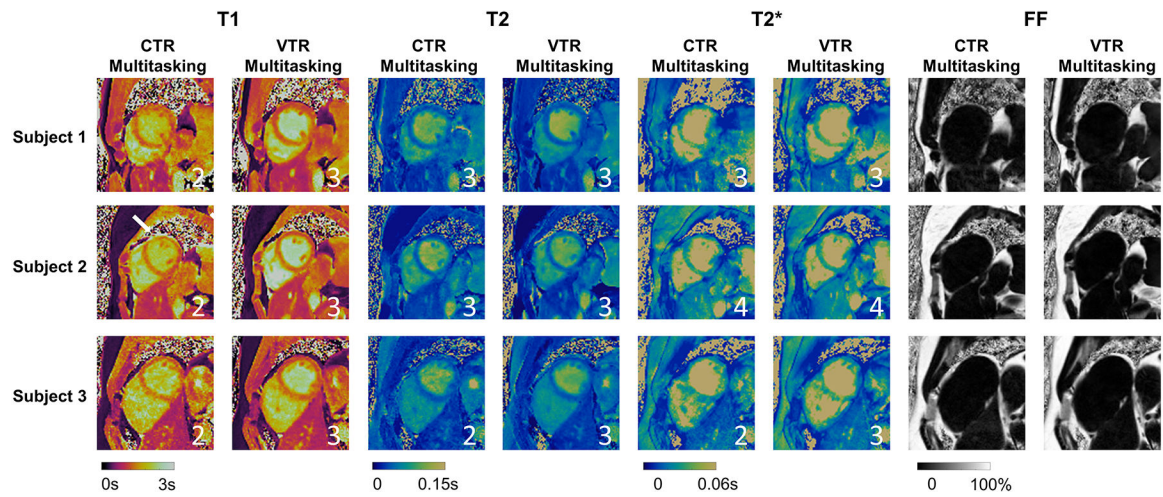 T1 T2 T2* FF
CTR Multitasking VTR Multitasking CTR Multitasking VTR Multitasking CTR Multitasking VTR Multitasking CTR Multitasking VTR Multitasking
Subject 1 2 3 3 3 3 3
Subject 2 2 3 3 3 4 4
Subject 3 2 3 2 3 2 3
0s 3s 0 0.15s 0 0.06s 0 100%